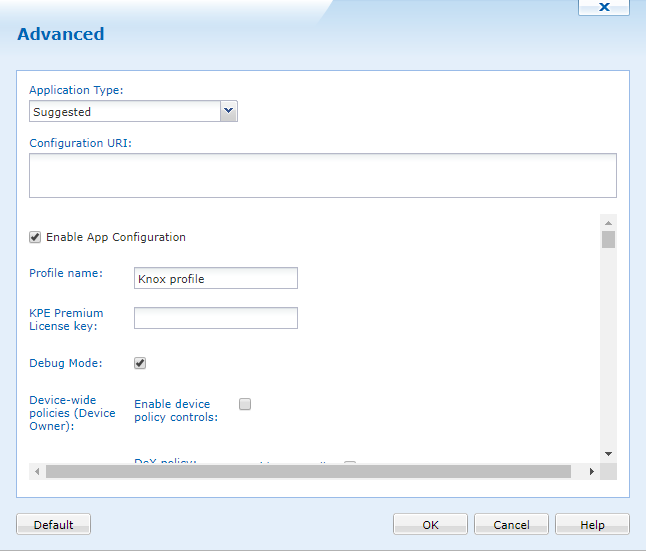 Advanced
Application Type:
Suggested
Configuration URI:
Enable App Configuration
Profile name:
Knox profile
KPE Premium
License key:
Debug Mode:
Device-wide
policies (Device
Owner):
Enable device
policy controls:
DeX policy:
Default
OK
Cancel
Help